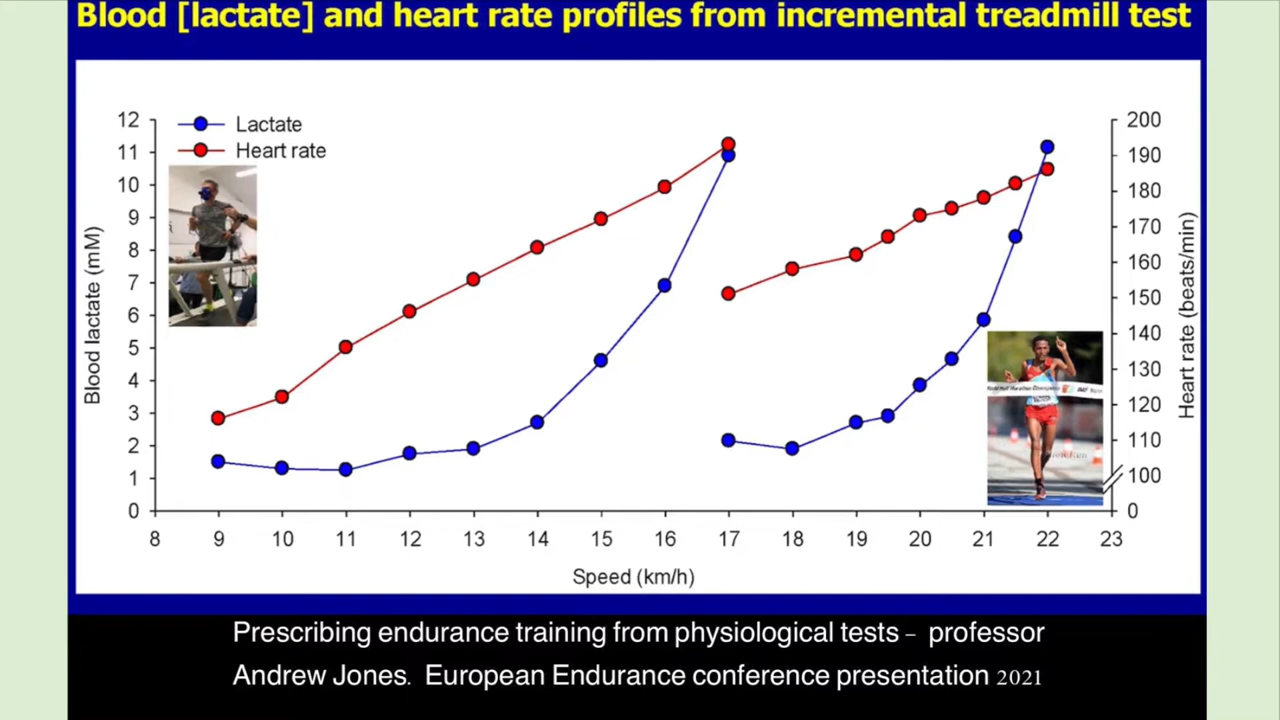 Blood [lactate] and heart rate profiles from incremental treadmill test
Lactate
Heart rate
12
11
10
9
8
7
6
5
4
3
2
1
0
Blood lactate (mM)
200
190
180
170
160
150
140
130
120
110
100
0
Heart rate (beats/min)
8 9 10 11 12 13 14 15 16 17 18 19 20 21 22 23
Speed (km/h)
Prescribing endurance training from physiological tests – professor
Andrew Jones. European Endurance conference presentation 2021